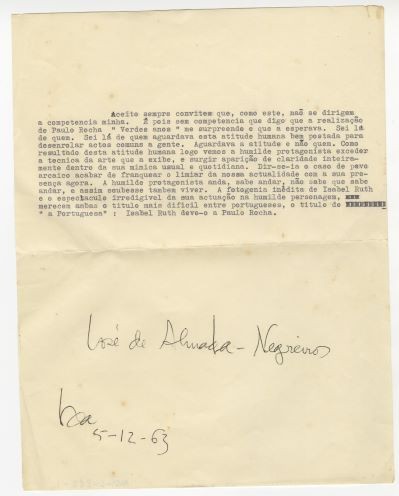 Aceito sempre convitem que, como este, não se dirigem
a competencia minha. E pois sem competencia que digo que a realização
de Paulo Rocha " Verdes anos " me surpreende e que a esperava. Sei lá
de quem. Sei lá de quem aguardava esta atitude humana bem postada para
desenrolar actos comuns a gente. Aguardava a atitude e não quem. Como
resultado desta atitude humana logo vemos a humilde protagonista exceder
a tecnica da arte que a exibe, e surgir aparição de claridade inteira-
mente dentro da sua mimica usual e quotidiana. Dir-se-ia o caso de povo
arcaico acabar de franquear o limiar da nossa actualidade com a sua pre-
sença agora. A humilde protagonista anda, sabe andar, não sabe que sabe
andar, e assim soubesse tambem viver. A fotogenia inédita de Isabel Ruth
e o espectaculo irredigivel da sua actuação na humilde personagem,
merecem ambas o titulo mais dificil entre portugueses, o titulo de
" a Portuguesa" : Isabel Ruth deve-o a Paulo Rocha.
José de Almada-Negreiros
Lxa
5-12-63